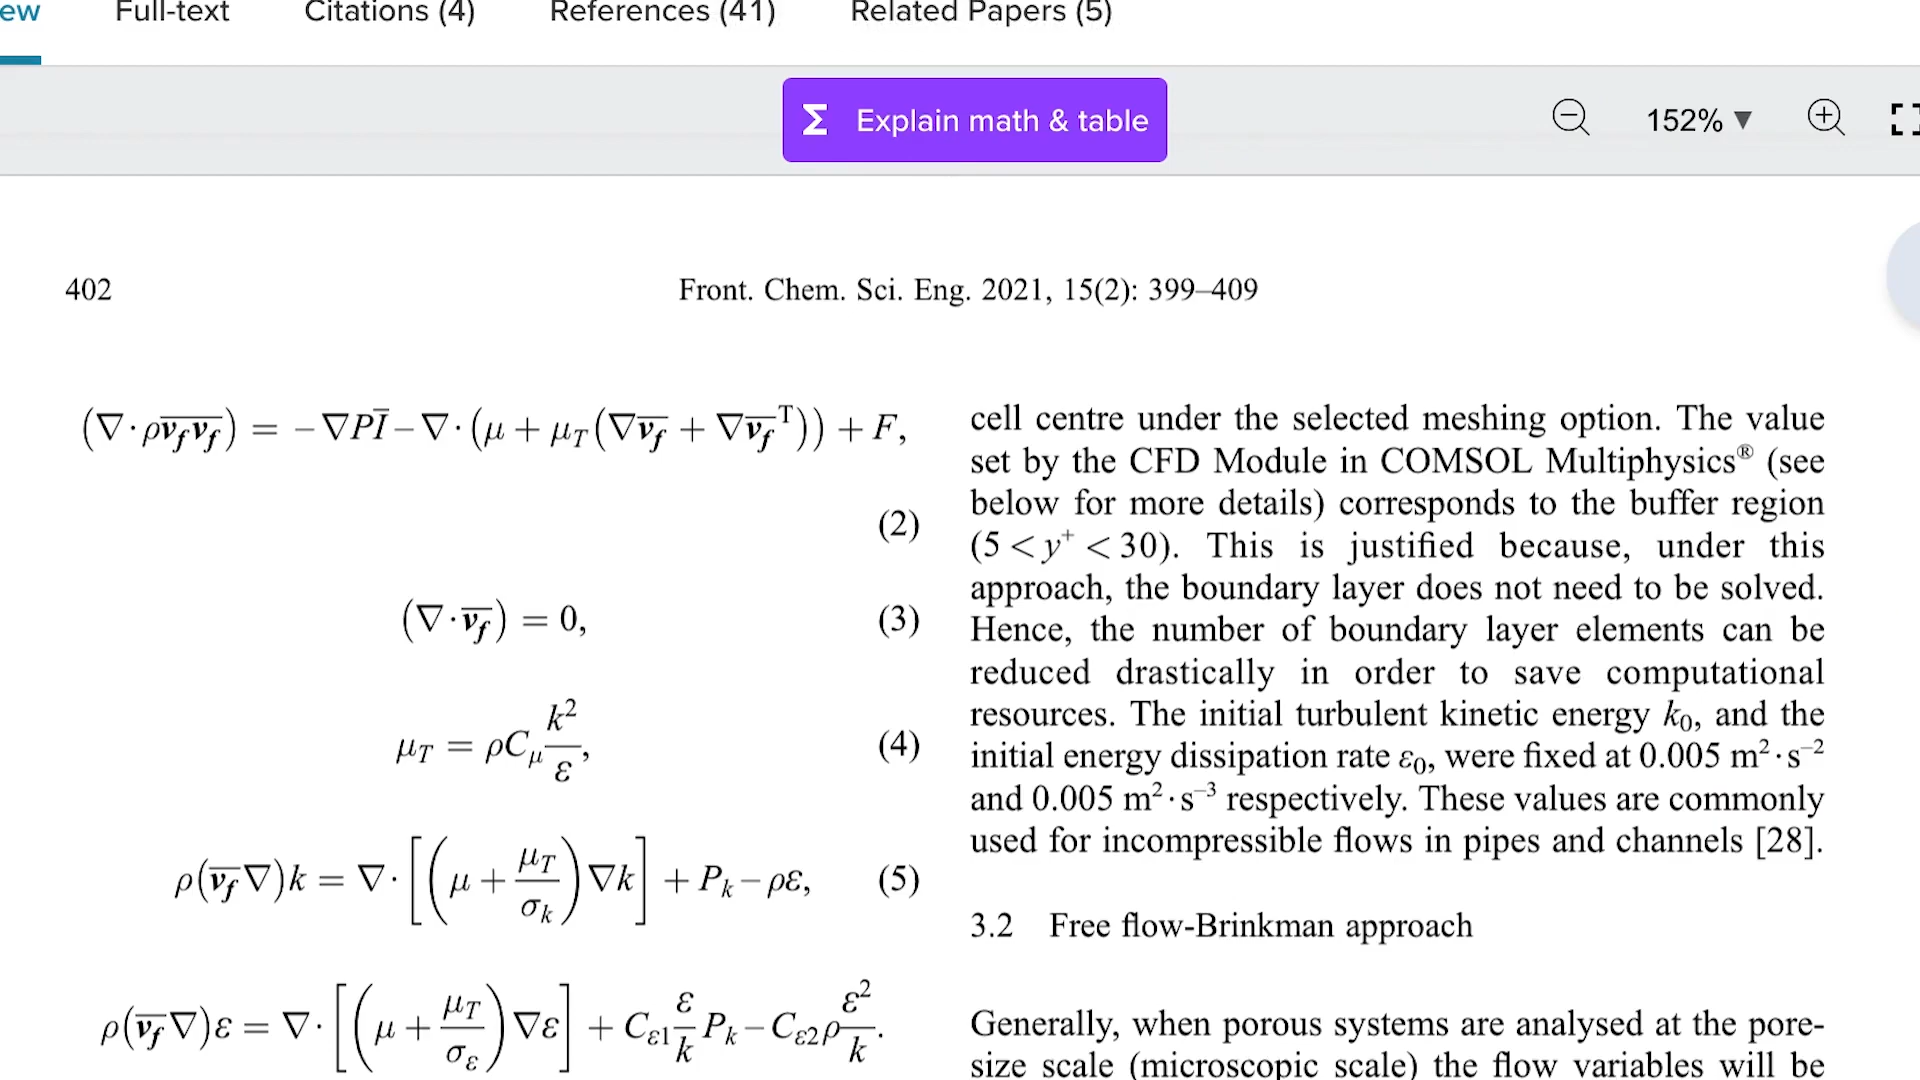 ew Full-text Citations (4) References (41) Related Papers (5)
Σ Explain math & table
152% ▼
402 Front. Chem. Sci. Eng. 2021, 15(2): 399–409
(∇·ρv̅_f v̅_f) = −∇PI̅ − ∇·(μ + μ_T(∇v̅_f + ∇v̅_f^T)) + F,
(2)
(∇·v̅_f) = 0, (3)
μ_T = ρC_μ k²/ε, (4)
ρ(v̅_f∇)k = ∇·[(μ + μ_T/σ_k)∇k] + P_k − ρε, (5)
ρ(v̅_f∇)ε = ∇·[(μ + μ_T/σ_ε)∇ε] + C_ε1 ε/k P_k − C_ε2 ρ ε²/k.
cell centre under the selected meshing option. The value
set by the CFD Module in COMSOL Multiphysics® (see
below for more details) corresponds to the buffer region
(5 < y⁺ < 30). This is justified because, under this
approach, the boundary layer does not need to be solved.
Hence, the number of boundary layer elements can be
reduced drastically in order to save computational
resources. The initial turbulent kinetic energy k₀, and the
initial energy dissipation rate ε₀, were fixed at 0.005 m²·s⁻²
and 0.005 m²·s⁻³ respectively. These values are commonly
used for incompressible flows in pipes and channels [28].
3.2 Free flow-Brinkman approach
Generally, when porous systems are analysed at the pore-
size scale (microscopic scale) the flow variables will be